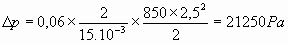 Δp = 0,06 × 2/15.10⁻³ × 850 × 2,5²/2 = 21250 Pa